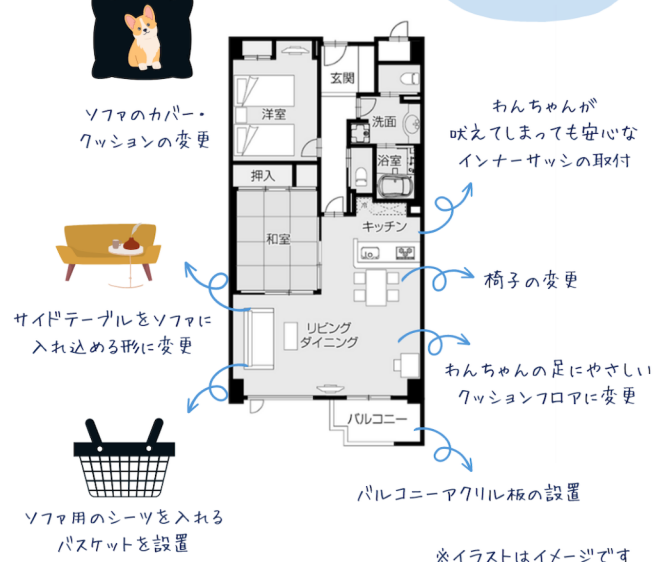 ソファのカバー・
クッションの変更
サイドテーブルをソファに
入れ込める形に変更
ソファ用のシーツを入れる
バスケットを設置
玄関
洋室
洗面
浴室
押入
キッチン
和室
リビング
ダイニング
バルコニー
わんちゃんが
吠えてしまっても安心な
インナーサッシの取付
椅子の変更
わんちゃんの足にやさしい
クッションフロアに変更
バルコニーアクリル板の設置
※イラストはイメージです